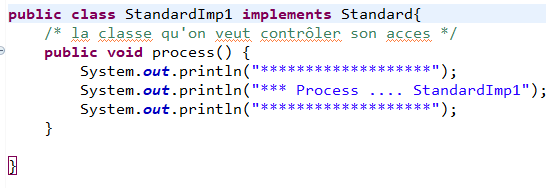 public class StandardImp1 implements Standard{
    /* la classe qu'on veut contrôler son acces */
    public void process() {
        System.out.println("*******************");
        System.out.println("*** Process .... StandardImp1");
        System.out.println("*******************");
    }
}